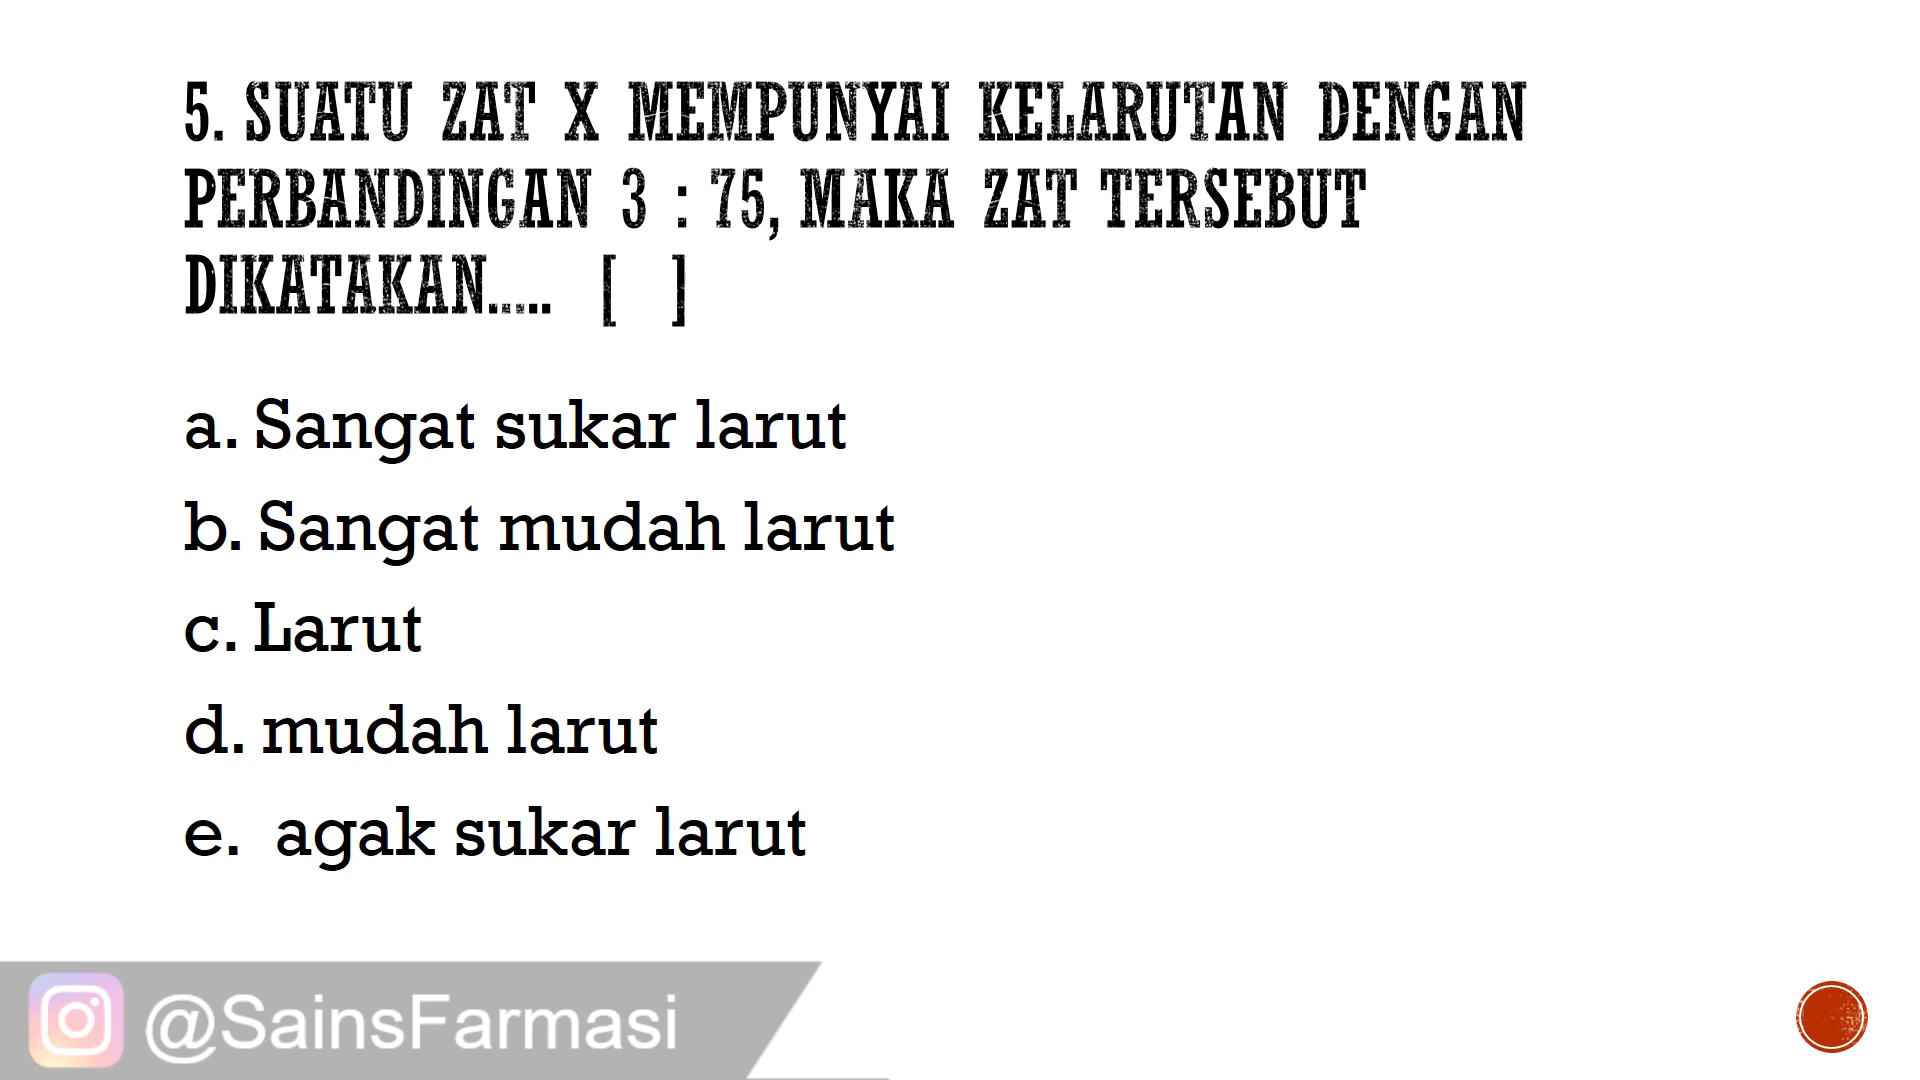 5. SUATU ZAT X MEMPUNYAI KELARUTAN DENGAN
PERBANDINGAN 3 : 75, MAKA ZAT TERSEBUT
DIKATAKAN..... [ ]
a. Sangat sukar larut
b. Sangat mudah larut
c. Larut
d. mudah larut
e. agak sukar larut
@SainsFarmasi